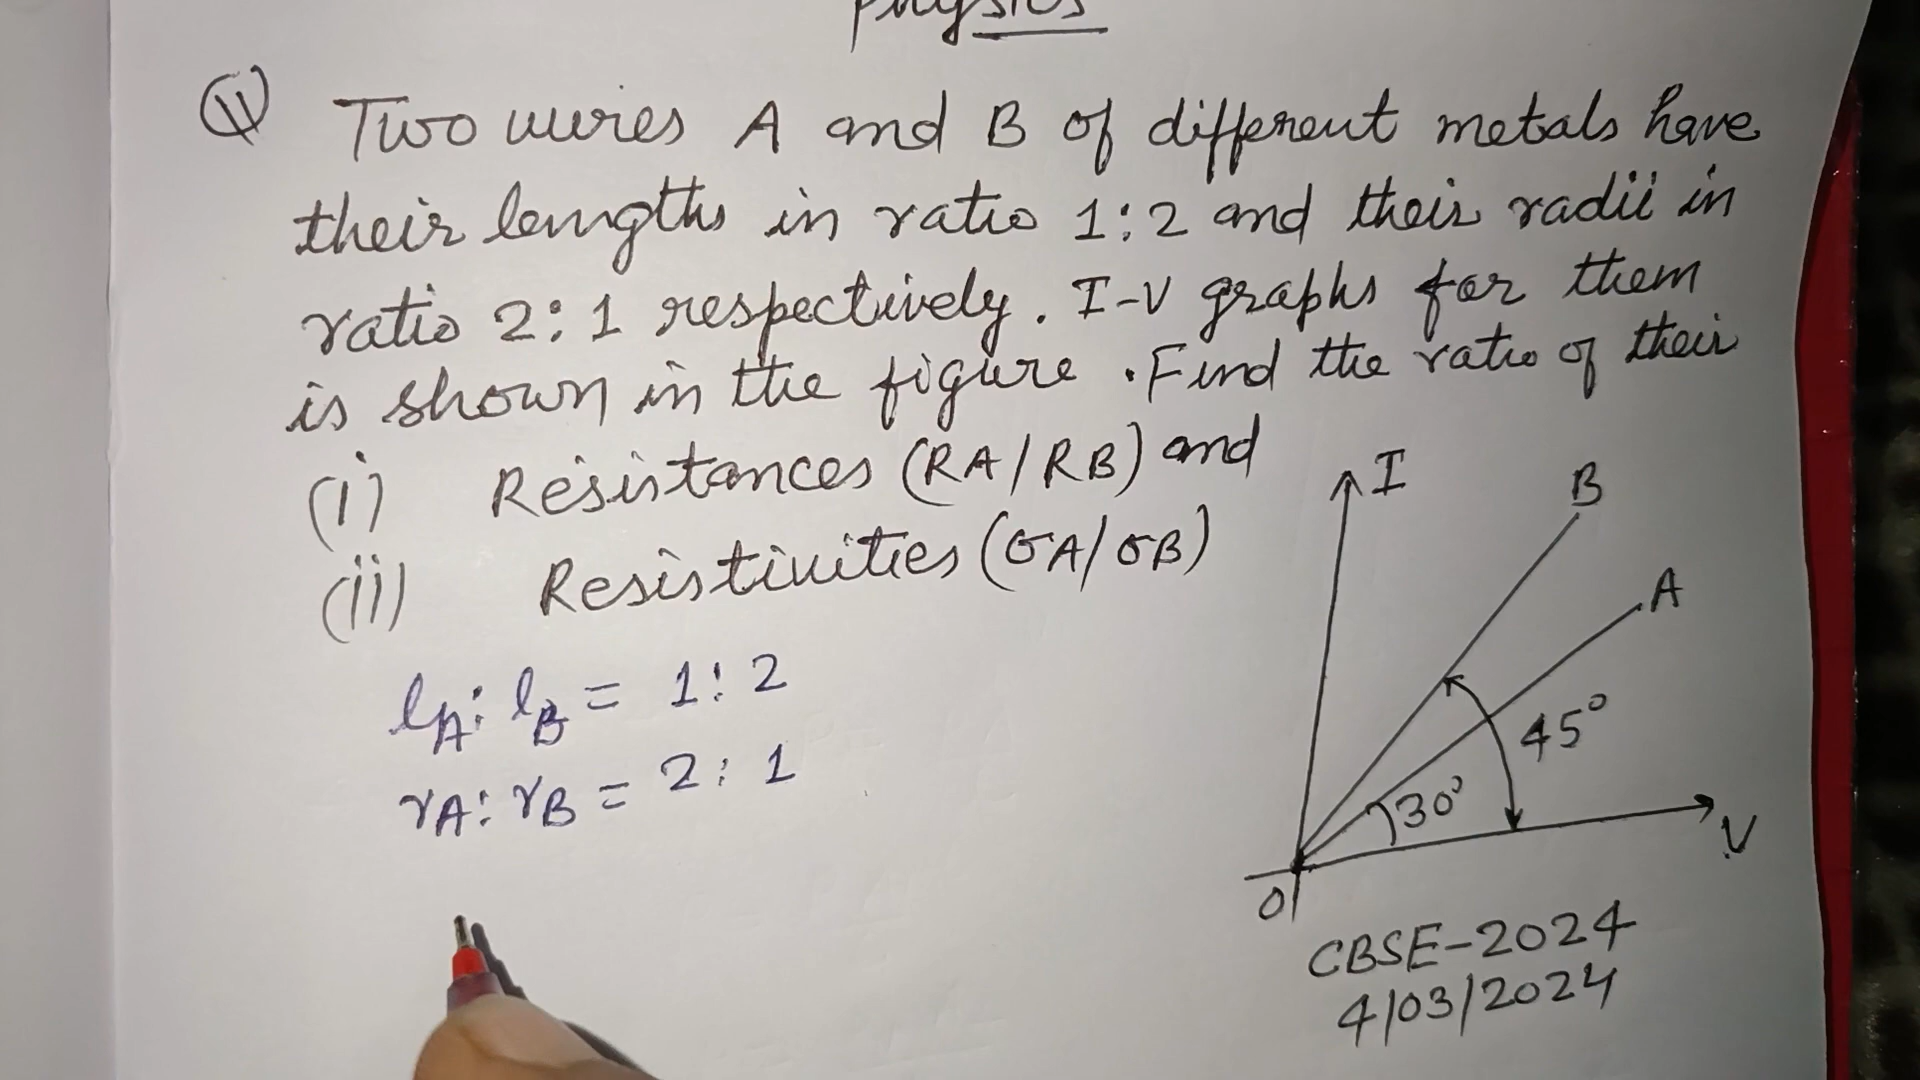 Physics
Q Two wires A and B of different metals have
their lengths in ratio 1:2 and their radii in
ratio 2:1 respectively. I-V graphs for them
is shown in the figure. Find the ratio of their
(i) Resistances (RA/RB) and
(ii) Resistivities (σA/σB)
lA : lB = 1 : 2
rA : rB = 2 : 1
I
B
A
45°
30°
V
O
CBSE-2024
4/03/2024